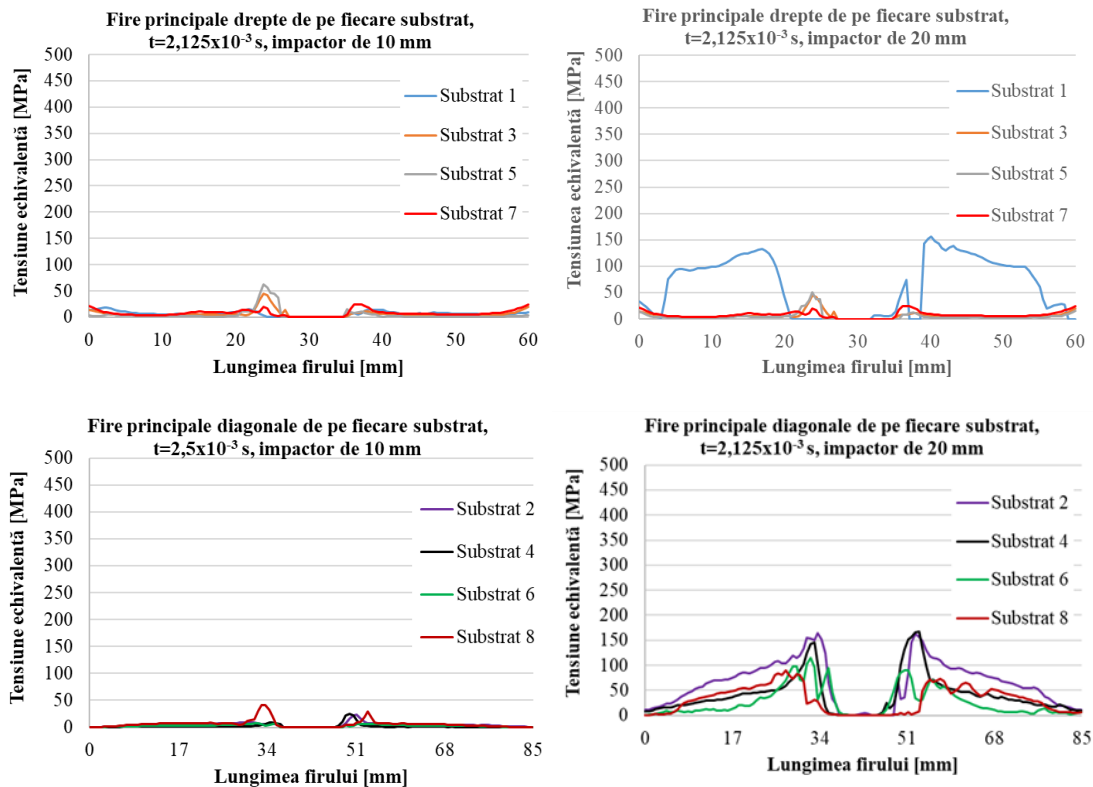 Fire principale drepte de pe fiecare substrat,
t=2,125x10⁻³ s, impactor de 10 mm
Tensiune echivalentă [MPa]
500
450
400
350
300
250
200
150
100
50
0
Substrat 1
Substrat 3
Substrat 5
Substrat 7
0 10 20 30 40 50 60
Lungimea firului [mm]
Fire principale drepte de pe fiecare substrat,
t=2,125x10⁻³ s, impactor de 20 mm
Tensiunea echivalentă [MPa]
500
450
400
350
300
250
200
150
100
50
0
Substrat 1
Substrat 3
Substrat 5
Substrat 7
0 10 20 30 40 50 60
Lungimea firului [mm]
Fire principale diagonale de pe fiecare substrat,
t=2,5x10⁻³ s, impactor de 10 mm
Tensiune echivalentă [MPa]
500
450
400
350
300
250
200
150
100
50
0
Substrat 2
Substrat 4
Substrat 6
Substrat 8
0 17 34 51 68 85
Lungimea firului [mm]
Fire principale diagonale de pe fiecare substrat,
t=2,125x10⁻³ s, impactor de 20 mm
Tensiune echivalentă [MPa]
500
450
400
350
300
250
200
150
100
50
0
Substrat 2
Substrat 4
Substrat 6
Substrat 8
0 17 34 51 68 85
Lungimea firului [mm]